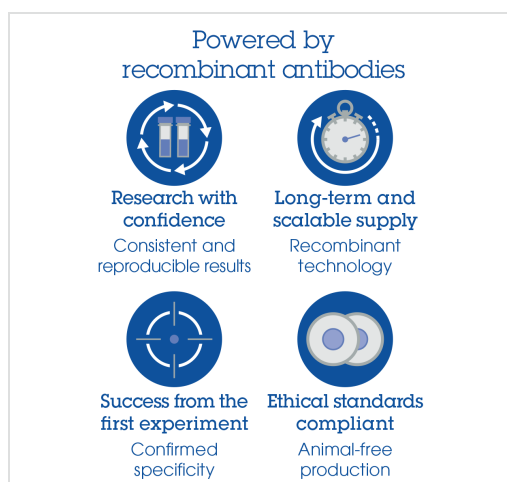 Powered by
recombinant antibodies
Research with
confidence
Consistent and
reproducible results
Long-term and
scalable supply
Recombinant
technology
Success from the
first experiment
Confirmed
specificity
Ethical standards
compliant
Animal-free
production